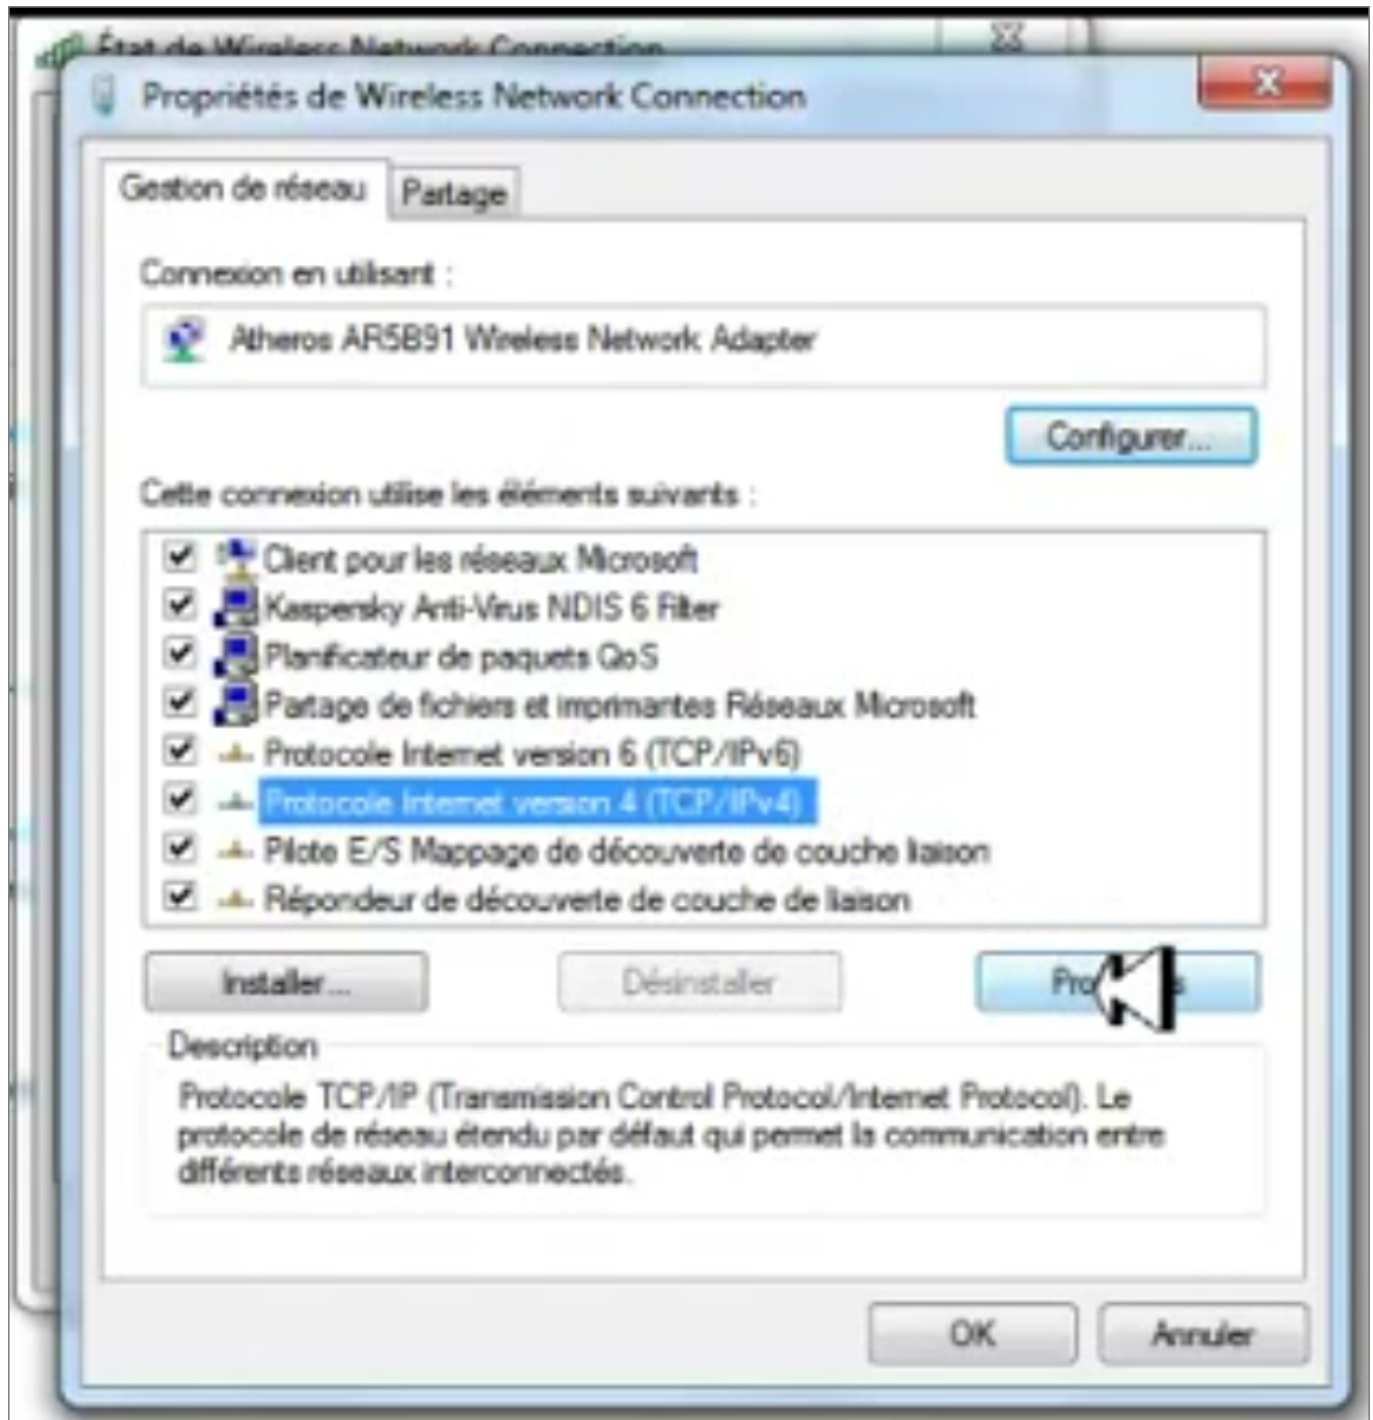 État de Wireless Network Connection
Propriétés de Wireless Network Connection
Gestion de réseau
Partage
Connexion en utilisant :
Atheros AR5B91 Wireless Network Adapter
Configurer...
Cette connexion utilise les éléments suivants :
Client pour les réseaux Microsoft
Kaspersky Anti-Virus NDIS 6 Filter
Planificateur de paquets QoS
Partage de fichiers et imprimantes Réseaux Microsoft
Protocole Internet version 6 (TCP/IPv6)
Protocole Internet version 4 (TCP/IPv4)
Pilote E/S Mappage de découverte de couche liaison
Répondeur de découverte de couche de liaison
Installer...
Désinstaller
Description
Protocole TCP/IP (Transmission Control Protocol/Internet Protocol). Le
protocole de réseau étendu par défaut qui permet la communication entre
différents réseaux interconnectés.
OK
Annuler